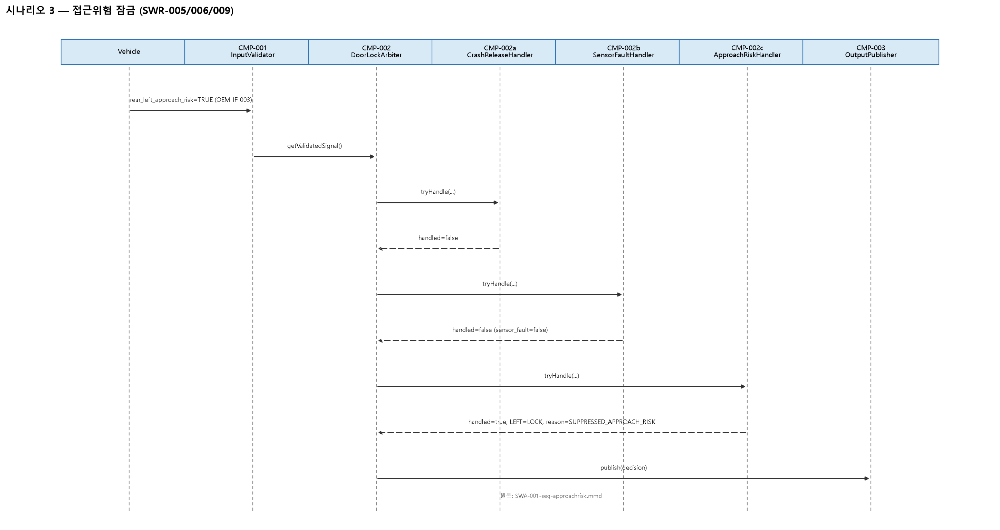 시나리오 3 — 접근위험 잠금 (SWR-005/006/009)
Vehicle
CMP-001
InputValidator
CMP-002
DoorLockArbiter
CMP-002a
CrashReleaseHandler
CMP-002b
SensorFaultHandler
CMP-002c
ApproachRiskHandler
CMP-003
OutputPublisher
rear_left_approach_risk=TRUE (OEM-IF-003)
getValidatedSignal()
tryHandle(...)
handled=false
tryHandle(...)
handled=false (sensor_fault=false)
tryHandle(...)
handled=true, LEFT=LOCK, reason=SUPPRESSED_APPROACH_RISK
publish(decision)
원본: SWA-001-seq-approachrisk.mmd